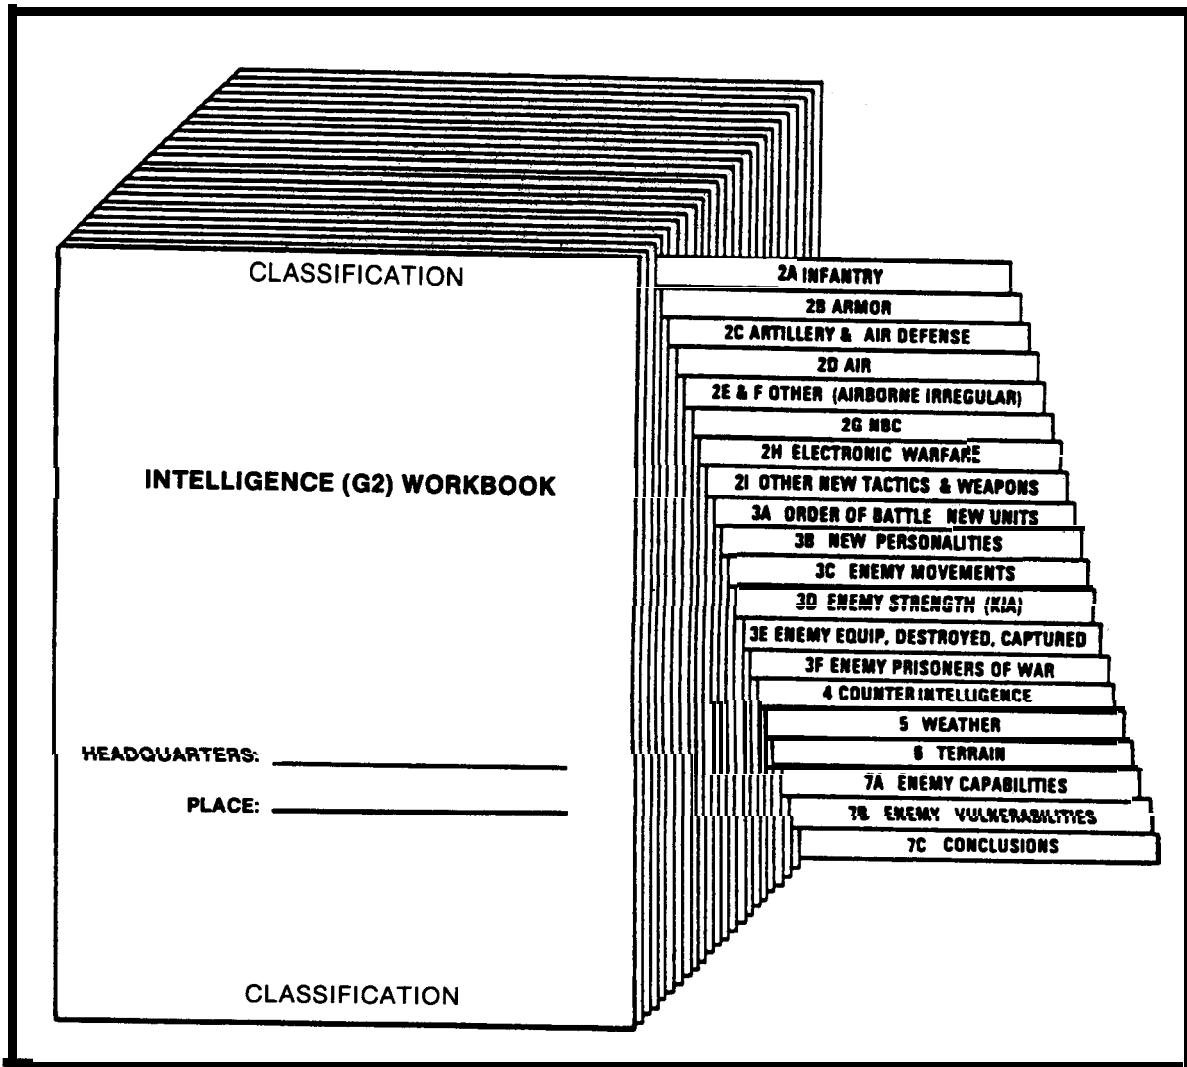 CLASSIFICATION
INTELLIGENCE (G2) WORKBOOK
HEADQUARTERS:
PLACE:
CLASSIFICATION
2A INFANTRY
2B ARMOR
2C ARTILLERY & AIR DEFENSE
2D AIR
2E & F OTHER (AIRBORNE IRREGULAR)
2G NBC
2H ELECTRONIC WARFARE
2I OTHER NEW TACTICS & WEAPONS
3A ORDER OF BATTLE NEW UNITS
3B NEW PERSONALITIES
3C ENEMY MOVEMENTS
3D ENEMY STRENGTH (KIA)
3E ENEMY EQUIP, DESTROYED, CAPTURED
3F ENEMY PRISONERS OF WAR
4 COUNTER INTELLIGENCE
5 WEATHER
6 TERRAIN
7A ENEMY CAPABILITIES
7B ENEMY VULNERABILITIES
7C CONCLUSIONS